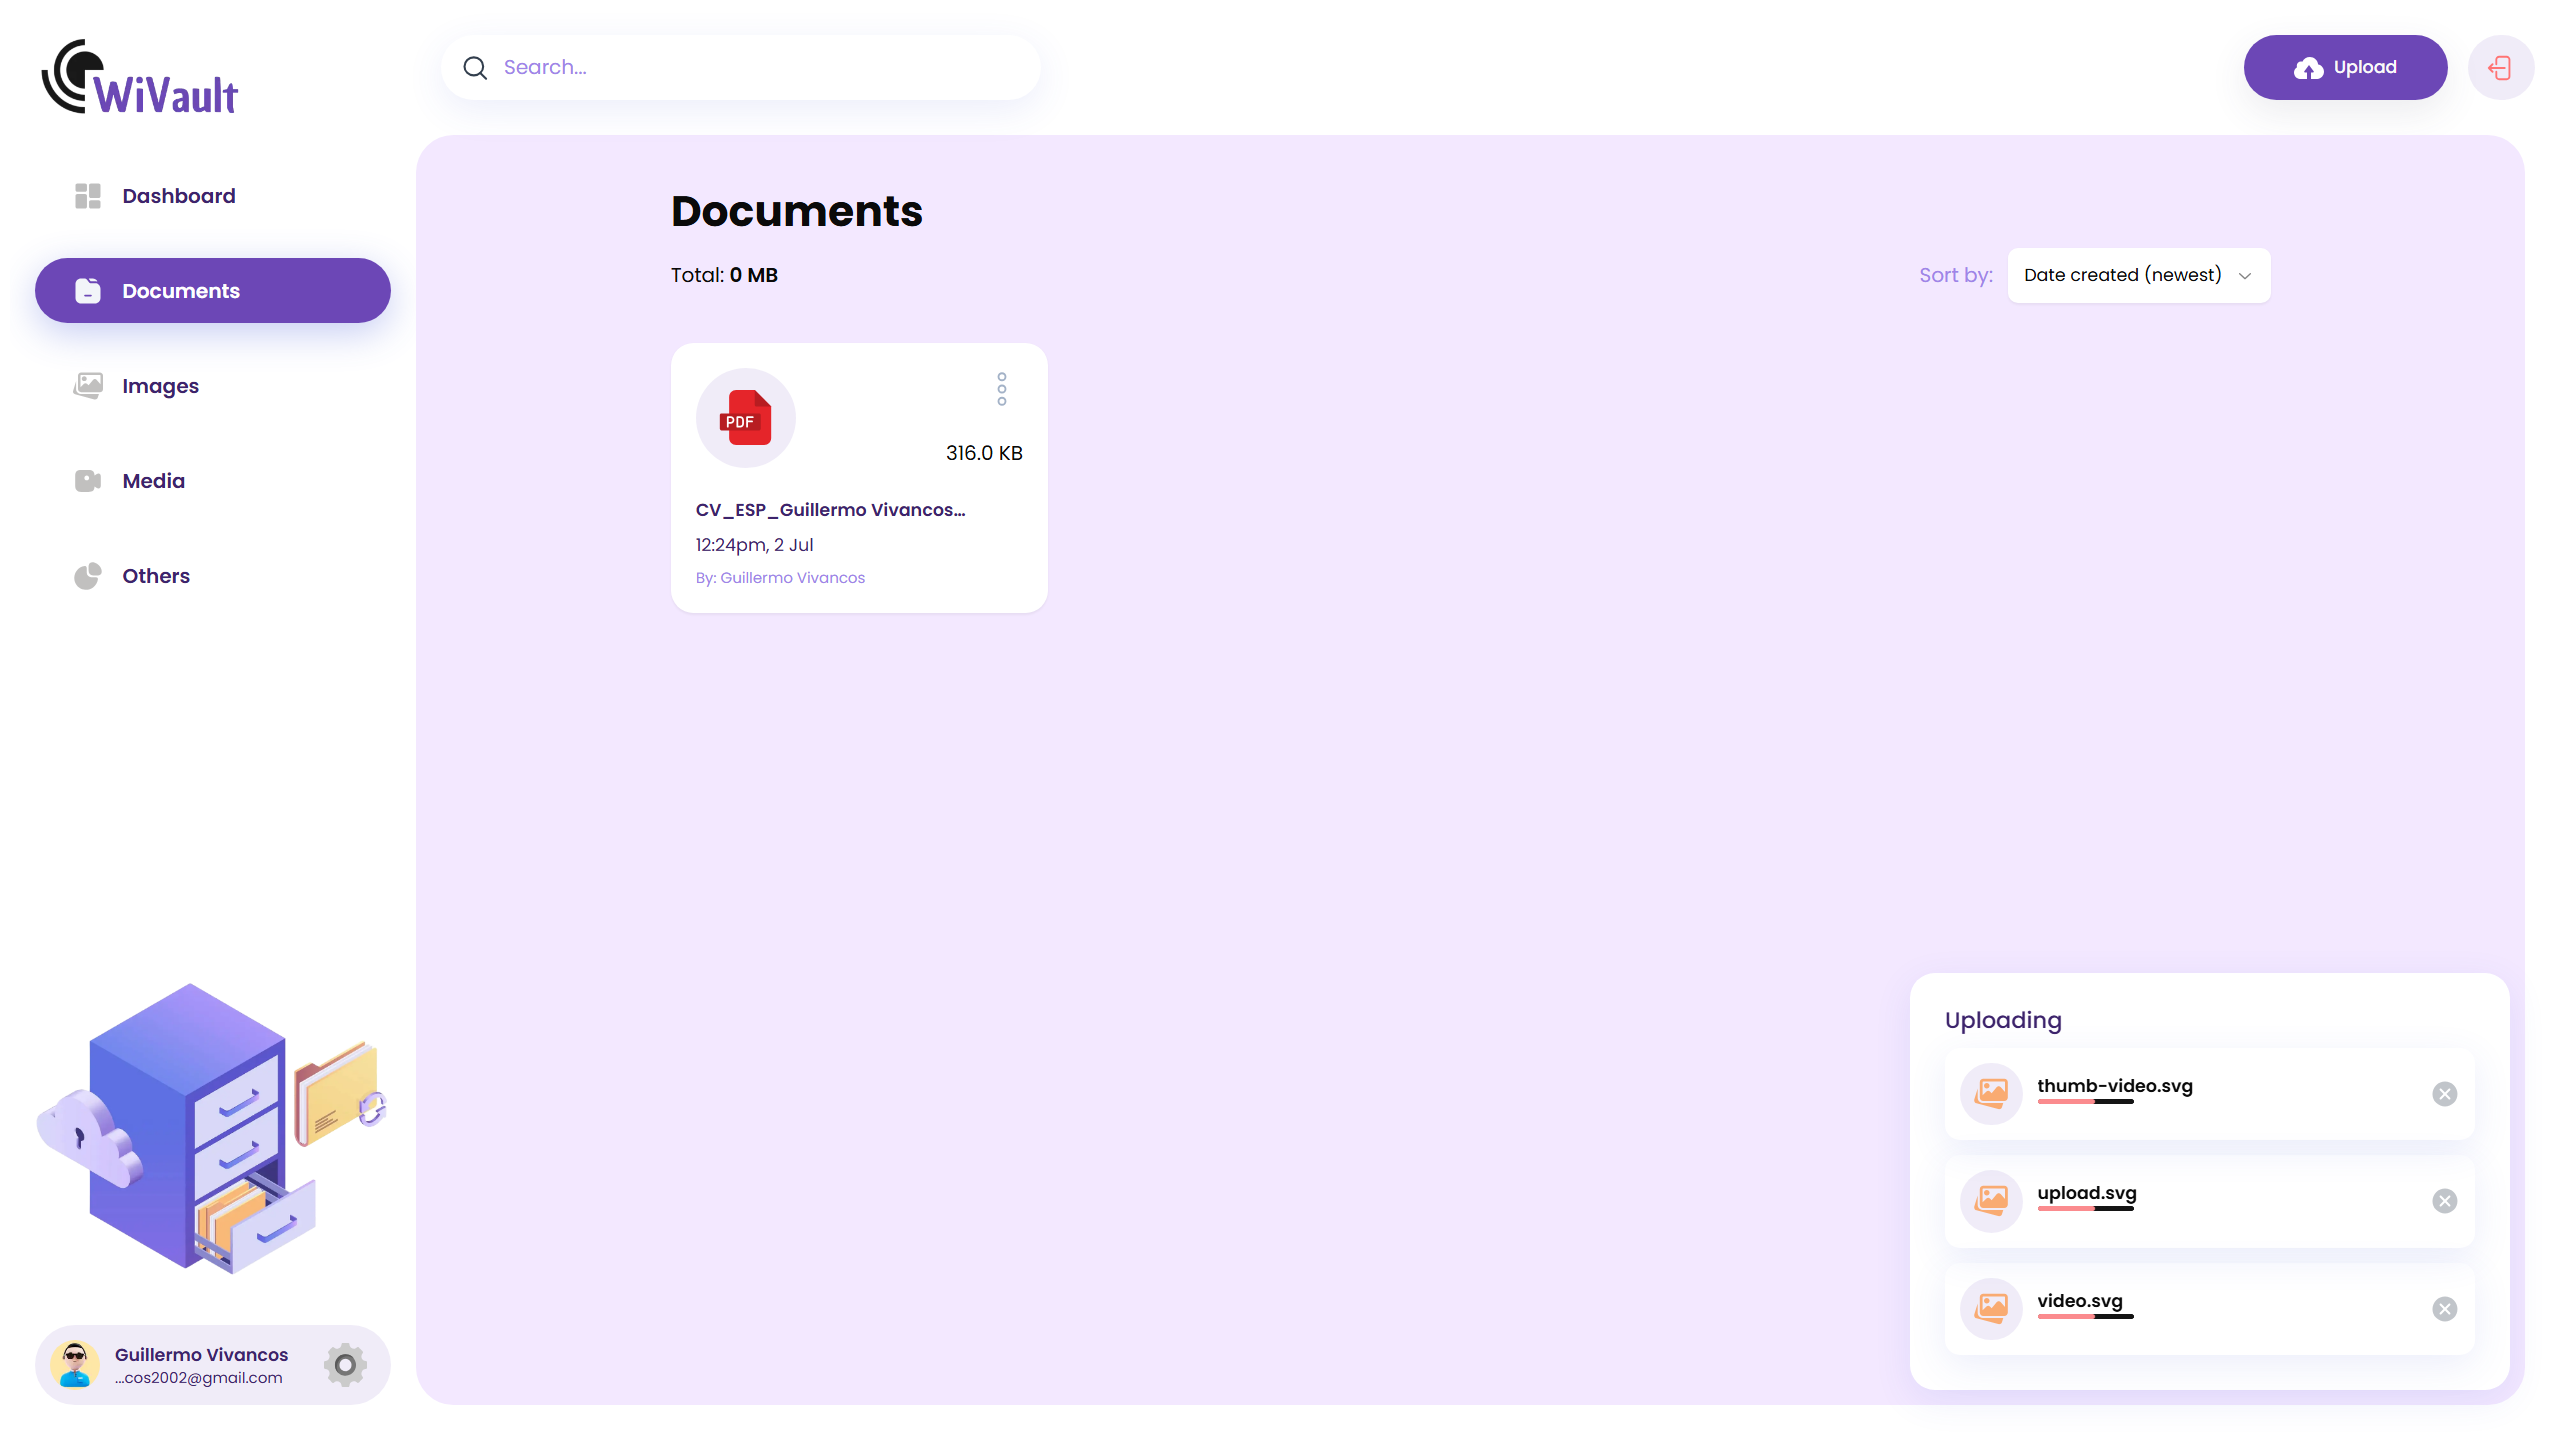 WiVault
Search...
Upload
Dashboard
Documents
Images
Media
Others
Documents
Total: 0 MB
Sort by:
Date created (newest)
PDF
316.0 KB
CV_ESP_Guillermo Vivancos...
12:24pm, 2 Jul
By: Guillermo Vivancos
Uploading
thumb-video.svg
upload.svg
video.svg
Guillermo Vivancos
...cos2002@gmail.com